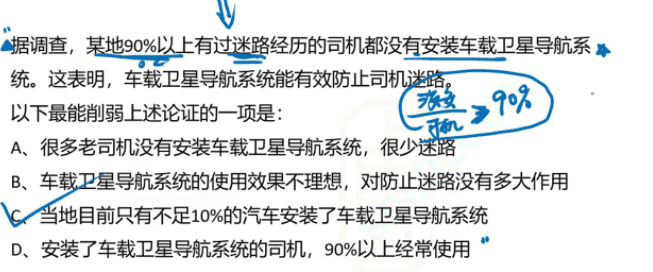 据调查，某地90%以上有过迷路经历的司机都没有安装车载卫星导航系
统。这表明，车载卫星导航系统能有效防止司机迷路。
以下最能削弱上述论证的一项是：
没安
司机 ≥90%
A、很多老司机没有安装车载卫星导航系统，很少迷路
B、车载卫星导航系统的使用效果不理想，对防止迷路没有多大作用
C、当地目前只有不足10%的汽车安装了车载卫星导航系统
D、安装了车载卫星导航系统的司机，90%以上经常使用